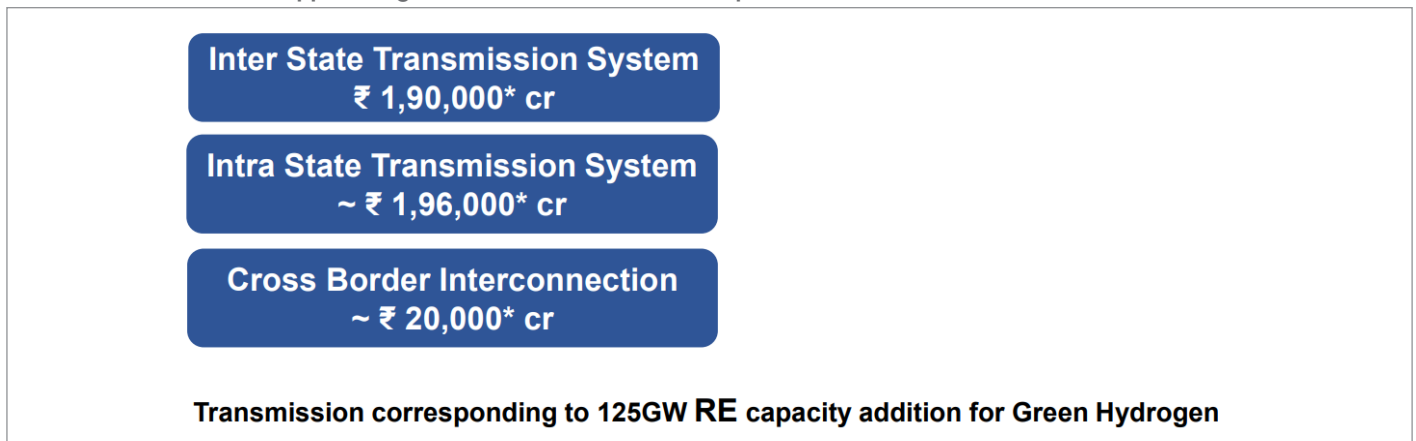 Inter State Transmission System
₹ 1,90,000* cr
Intra State Transmission System
~ ₹ 1,96,000* cr
Cross Border Interconnection
~ ₹ 20,000* cr
Transmission corresponding to 125GW RE capacity addition for Green Hydrogen